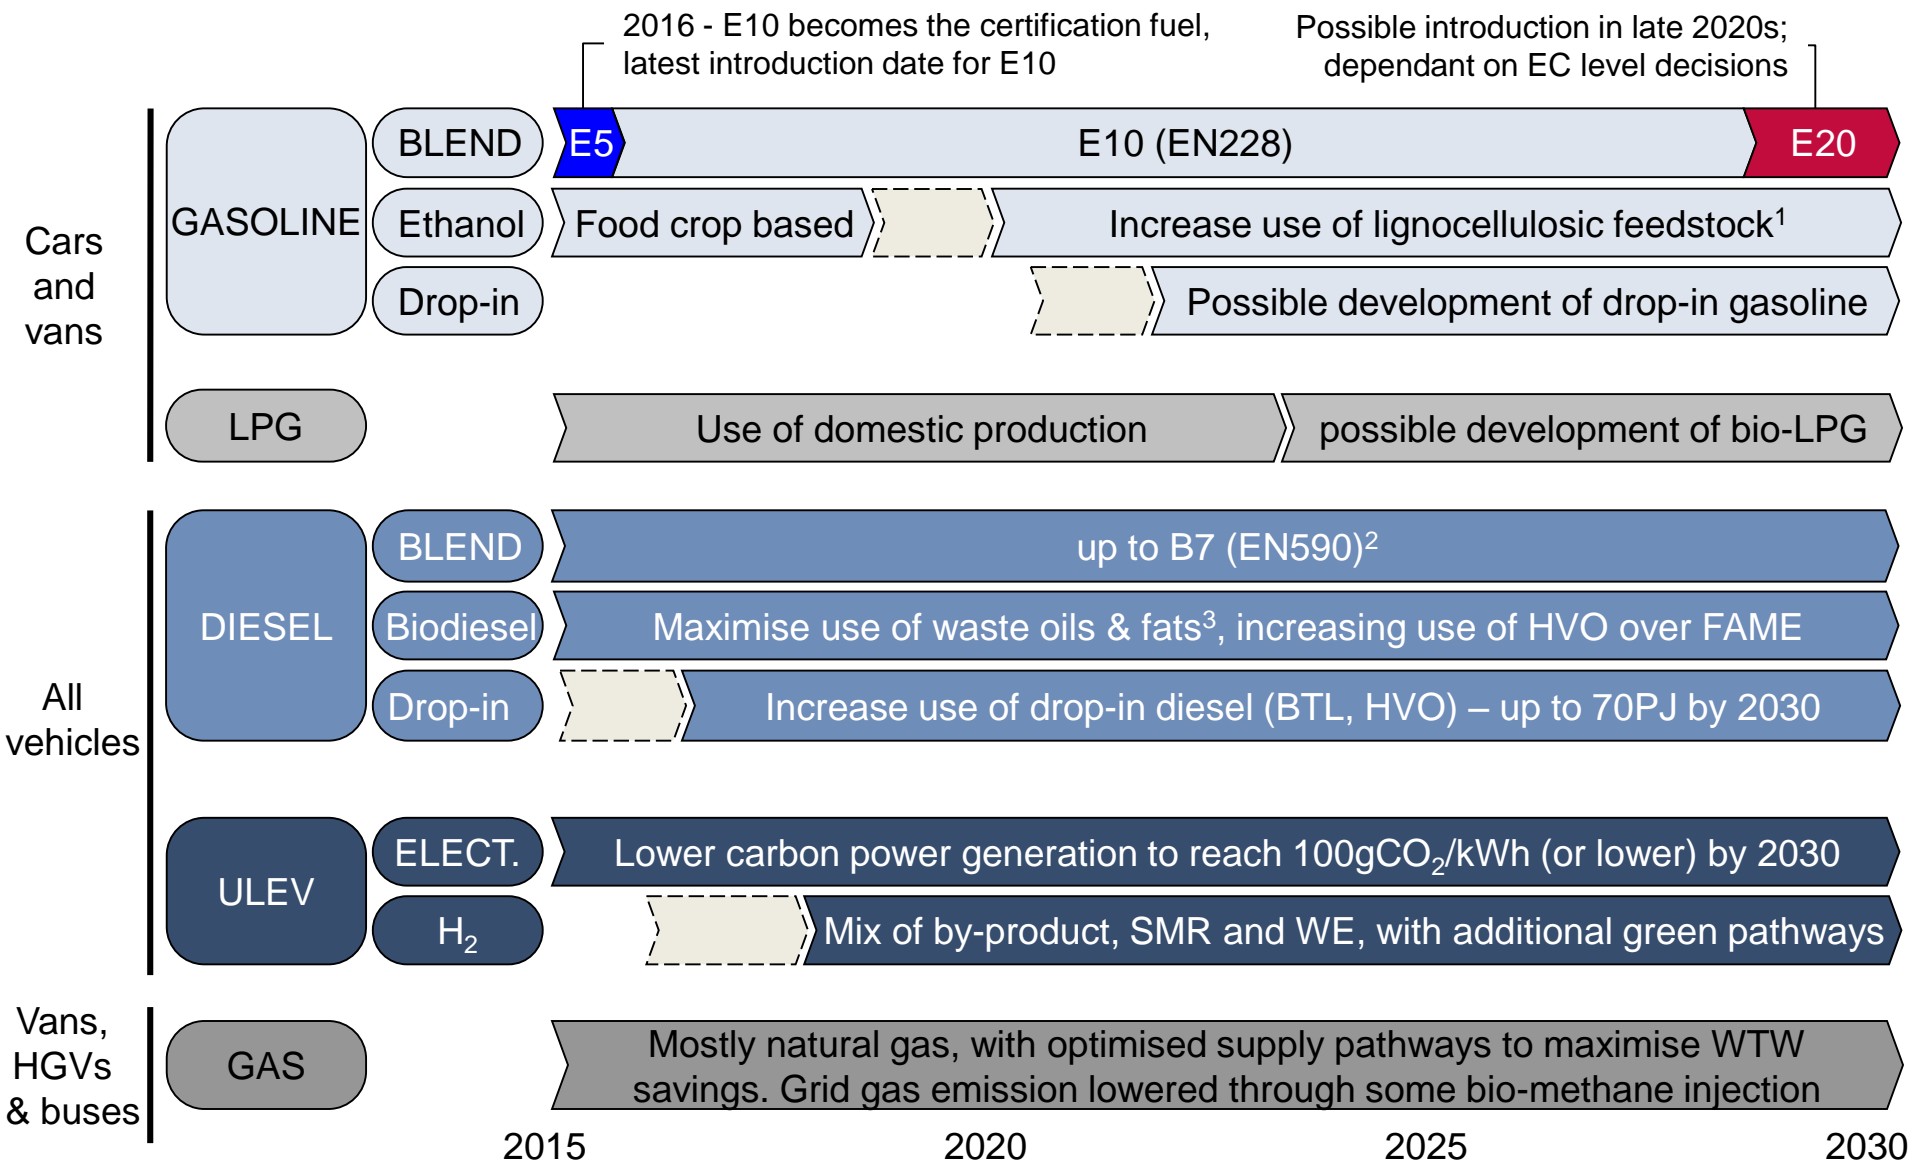 2016 - E10 becomes the certification fuel,
latest introduction date for E10
Possible introduction in late 2020s;
dependant on EC level decisions
Cars
and
vans
GASOLINE
BLEND
E5
E10 (EN228)
E20
Ethanol
Food crop based
Increase use of lignocellulosic feedstock¹
Drop-in
Possible development of drop-in gasoline
LPG
Use of domestic production
possible development of bio-LPG
All
vehicles
DIESEL
BLEND
up to B7 (EN590)²
Biodiesel
Maximise use of waste oils & fats³, increasing use of HVO over FAME
Drop-in
Increase use of drop-in diesel (BTL, HVO) – up to 70PJ by 2030
ULEV
ELECT.
Lower carbon power generation to reach 100gCO₂/kWh (or lower) by 2030
H₂
Mix of by-product, SMR and WE, with additional green pathways
Vans,
HGVs
& buses
GAS
Mostly natural gas, with optimised supply pathways to maximise WTW
savings. Grid gas emission lowered through some bio-methane injection
2015
2020
2025
2030